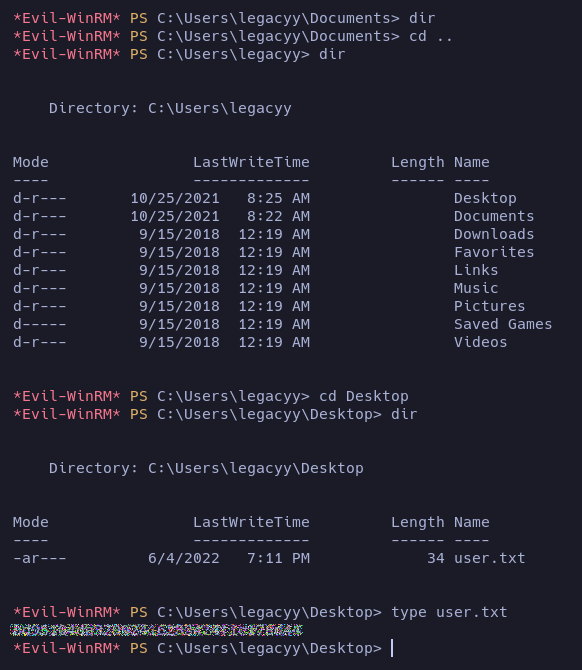 *Evil-WinRM* PS C:\Users\legacyy\Documents> dir
*Evil-WinRM* PS C:\Users\legacyy\Documents> cd ..
*Evil-WinRM* PS C:\Users\legacyy> dir
Directory: C:\Users\legacyy
Mode                LastWriteTime         Length Name
----                -------------         ------ ----
d-r---       10/25/2021   8:25 AM                Desktop
d-r---       10/25/2021   8:22 AM                Documents
d-r---        9/15/2018  12:19 AM                Downloads
d-r---        9/15/2018  12:19 AM                Favorites
d-r---        9/15/2018  12:19 AM                Links
d-r---        9/15/2018  12:19 AM                Music
d-r---        9/15/2018  12:19 AM                Pictures
d-----        9/15/2018  12:19 AM                Saved Games
d-r---        9/15/2018  12:19 AM                Videos
*Evil-WinRM* PS C:\Users\legacyy> cd Desktop
*Evil-WinRM* PS C:\Users\legacyy\Desktop> dir
Directory: C:\Users\legacyy\Desktop
Mode                LastWriteTime         Length Name
----                -------------         ------ ----
-ar---         6/4/2022   7:11 PM             34 user.txt
*Evil-WinRM* PS C:\Users\legacyy\Desktop> type user.txt
*Evil-WinRM* PS C:\Users\legacyy\Desktop>